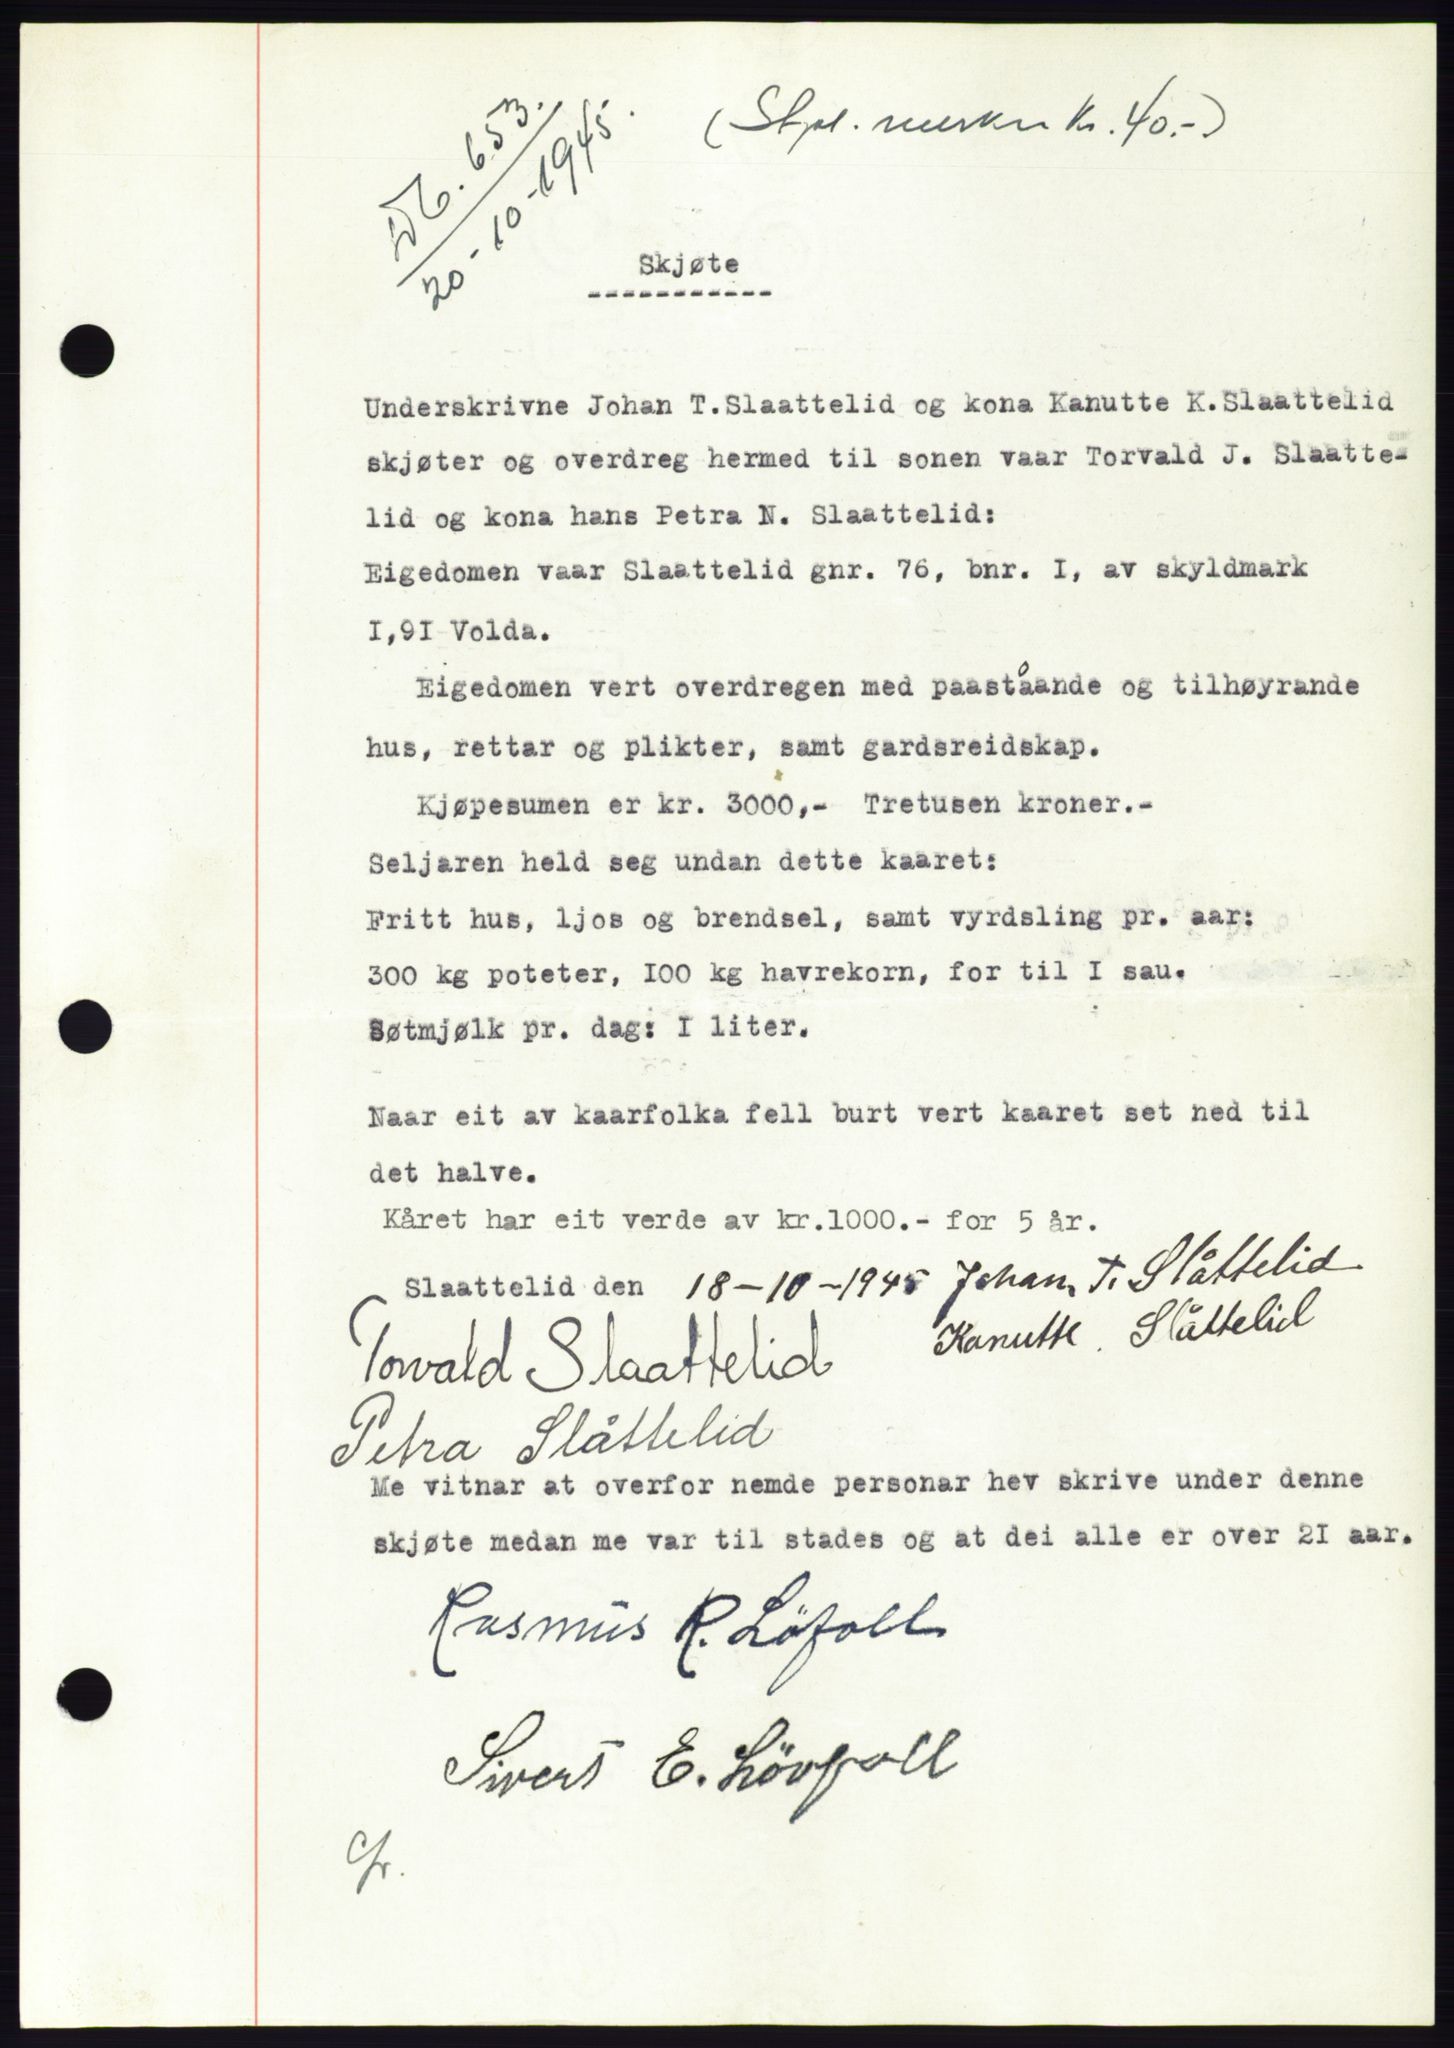 (Stpl. merker kr. 40.-)
Db. 653.
20-10-1945.
Skjøte
Underskrivne Johan T.Slaattelid og kona Kanutte K.Slaattelid
skjøter og overdreg hermed til sonen vaar Torvald J. Slaatte-
lid og kona hans Petra N. Slaattelid:
Eigedomen vaar Slaattelid gnr. 76, bnr. I, av skyldmark
I,9I Volda.
Eigedomen vert overdregen med paaståande og tilhøyrande
hus, rettar og plikter, samt gardsreidskap.
Kjøpesumen er kr. 3000,- Tretusen kroner.-
Seljaren held seg undan dette kaaret:
Fritt hus, ljos og brendsel, samt vyrdsling pr. aar:
300 kg poteter, I00 kg havrekorn, for til I sau.
Søtmjølk pr. dag: I liter.
Naar eit av kaarfolka fell burt vert kaaret set ned til
det halve.
Kåret har eit verde av kr.1000.- for 5 år.
Slaattelid den 18-10-1945 Johan T. Slåttelid
Kanutte Slåttelid
Torvald Slaattelid
Petra Slåttelid
Me vitnar at overfor nemde personar hev skrive under denne
skjøte medan me var til stades og at dei alle er over 2I aar.
Rasmus R. Löfoll
Sivert E. Lövfoll